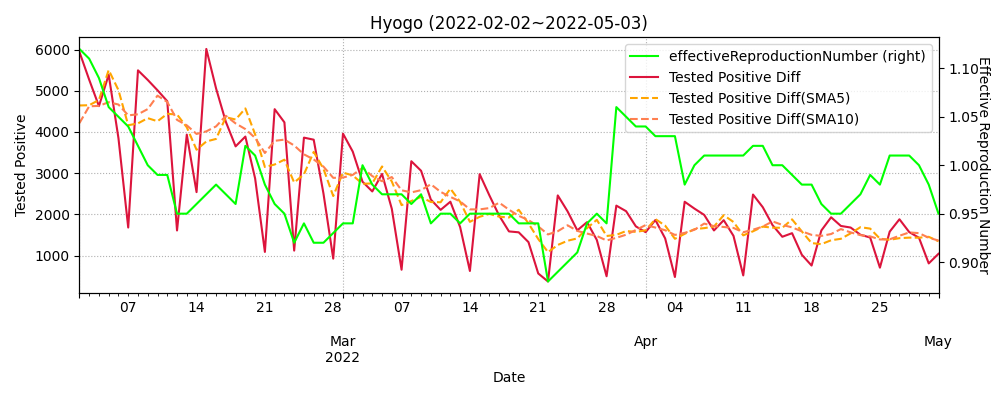 Hyogo (2022-02-02~2022-05-03)
effectiveReproductionNumber (right)
Tested Positive Diff
Tested Positive Diff(SMA5)
Tested Positive Diff(SMA10)
Tested Positive
6000
5000
4000
3000
2000
1000
Effective Reproduction Number
1.10
1.05
1.00
0.95
0.90
07 14 21 28 07 14 21 28 04 11 18 25
Mar Apr May
2022
Date